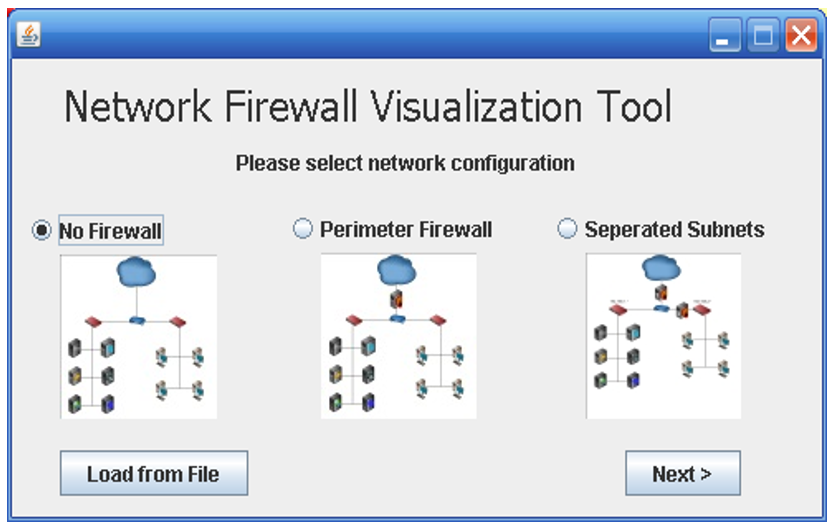 Network Firewall Visualization Tool
Please select network configuration
No Firewall
Perimeter Firewall
Seperated Subnets
Load from File
Next >